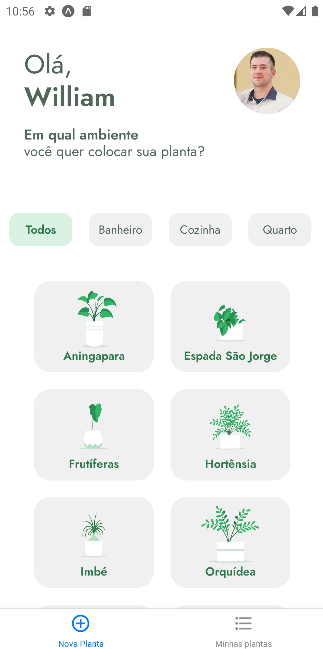 10:56
Olá,
William
Em qual ambiente
você quer colocar sua planta?
Todos
Banheiro
Cozinha
Quarto
Aningapara
Espada São Jorge
Frutíferas
Hortênsia
Imbé
Orquídea
Nova Planta
Minhas plantas